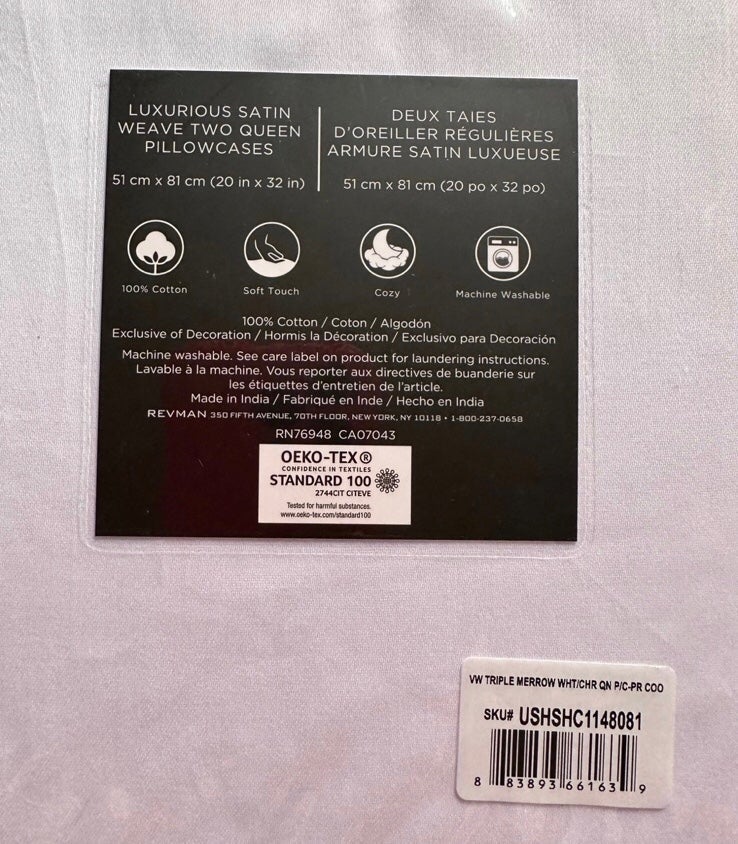 LUXURIOUS SATIN
WEAVE TWO QUEEN
PILLOWCASES
51 cm x 81 cm (20 in x 32 in)
DEUX TAIES
D'OREILLER RÉGULIÈRES
ARMURE SATIN LUXUEUSE
51 cm x 81 cm (20 po x 32 po)
100% Cotton
Soft Touch
Cozy
Machine Washable
100% Cotton / Coton / Algodón
Exclusive of Decoration / Hormis la Décoration / Exclusivo para Decoración
Machine washable. See care label on product for laundering instructions.
Lavable à la machine. Vous reporter aux directives de buanderie sur
les étiquettes d'entretien de l'article.
Made in India / Fabriqué en Inde / Hecho en India
REVMAN 350 FIFTH AVENUE, 70TH FLOOR, NEW YORK, NY 10118 • 1-800-237-0658
RN76948 CA07043
OEKO-TEX®
CONFIDENCE IN TEXTILES
STANDARD 100
2744CIT CITEVE
Tested for harmful substances.
www.oeko-tex.com/standard100
VW TRIPLE MERROW WHT/CHR QN P/C-PR COO
SKU# USHSHC1148081
8 83893 66163 9